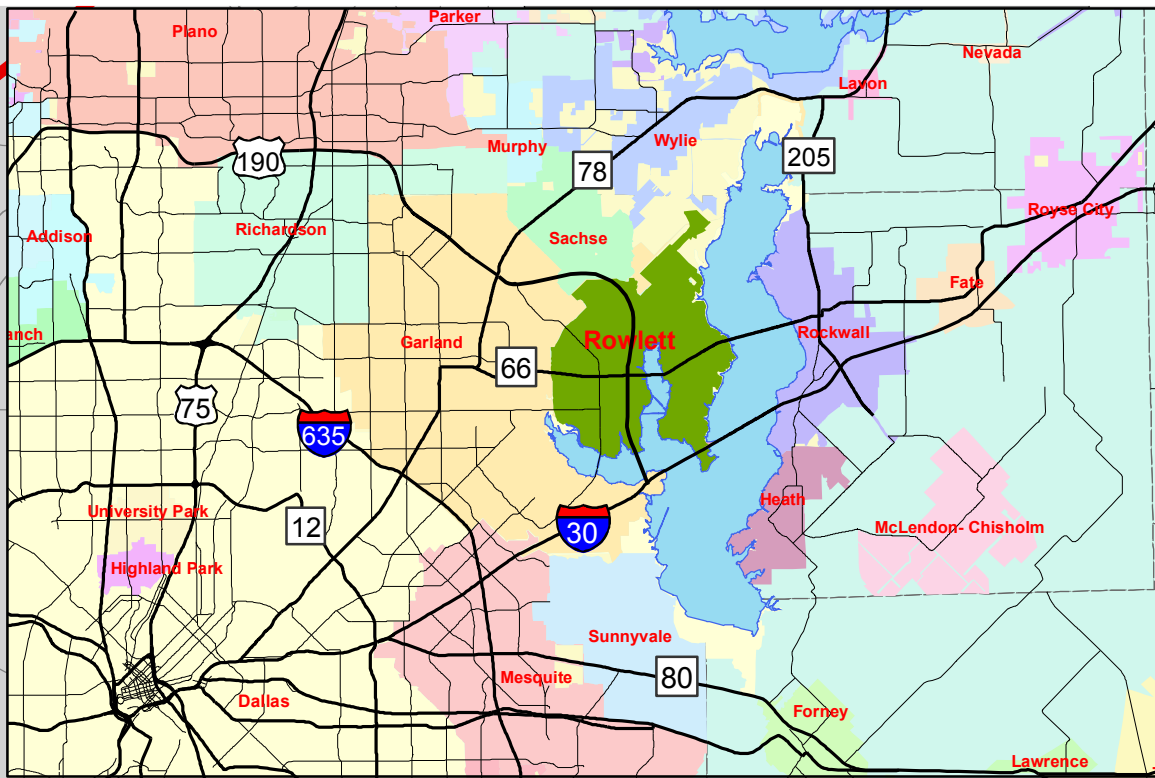 Parker
Plano
Nevada
Lavon
Murphy
Wylie
190
78
205
Royse City
Addison
Richardson
Sachse
Fate
anch
Garland
Rowlett
Rockwall
66
75
635
University Park
12
30
Heath
McLendon- Chisholm
Highland Park
Sunnyvale
Mesquite
80
Dallas
Forney
Lawrence